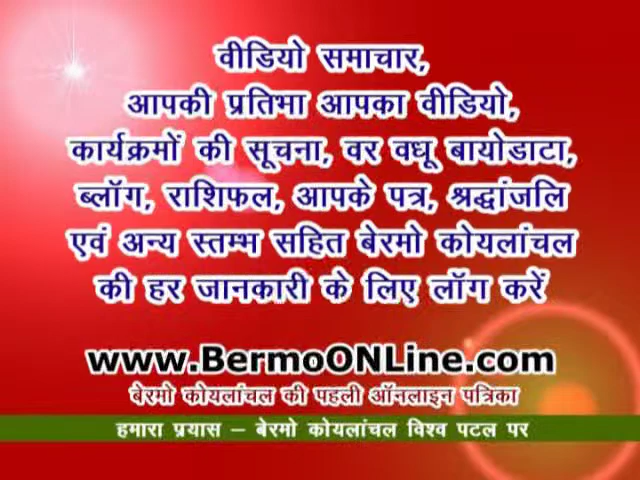 वीडियो समाचार,
आपकी प्रतिभा आपका वीडियो,
कार्यक्रमों की सूचना, वर वधू बायोडाटा,
ब्लॉग, राशिफल, आपके पत्र, श्रद्धांजलि
एवं अन्य स्तम्भ सहित बेरमो कोयलांचल
की हर जानकारी के लिए लॉग करें
www.BermoONLine.com
बेरमो कोयलांचल की पहली ऑनलाइन पत्रिका
हमारा प्रयास – बेरमो कोयलांचल विश्व पटल पर